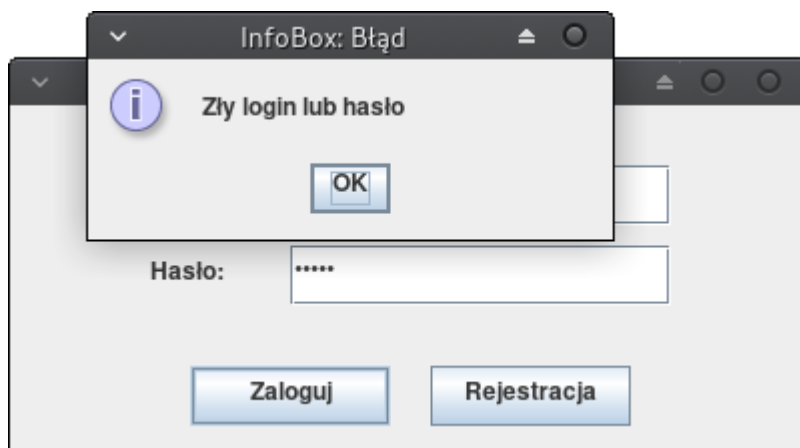 InfoBox: Błąd
Zły login lub hasło
OK
Hasło:
•••••
Zaloguj
Rejestracja